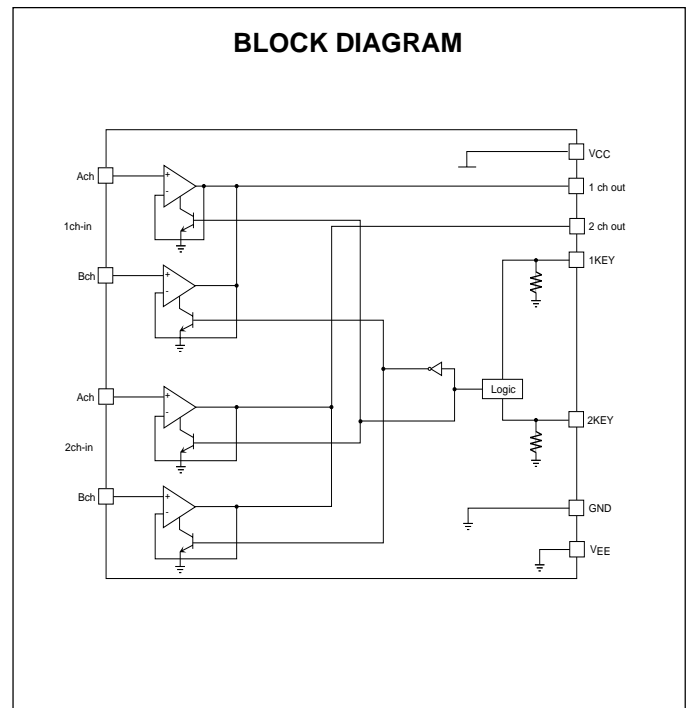 BLOCK DIAGRAM
VCC
Ach
+
-
1 ch out
1ch-in
2 ch out
1KEY
Bch
+
-
Logic
Ach
+
-
2KEY
2ch-in
Bch
+
-
GND
VEE